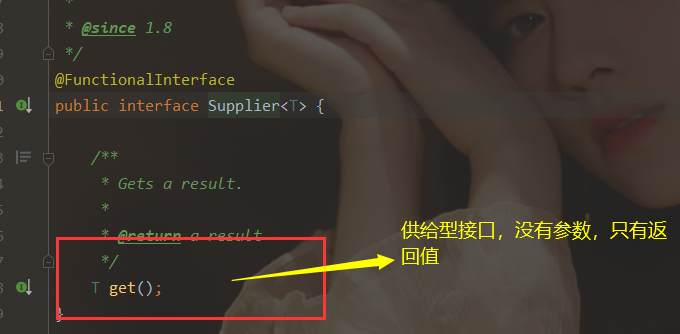 *
* @since 1.8
*/
@FunctionalInterface
public interface Supplier<T> {
/**
* Gets a result.
*
* @return a result
*/
T get();
}
供给型接口，没有参数，只有返
回值